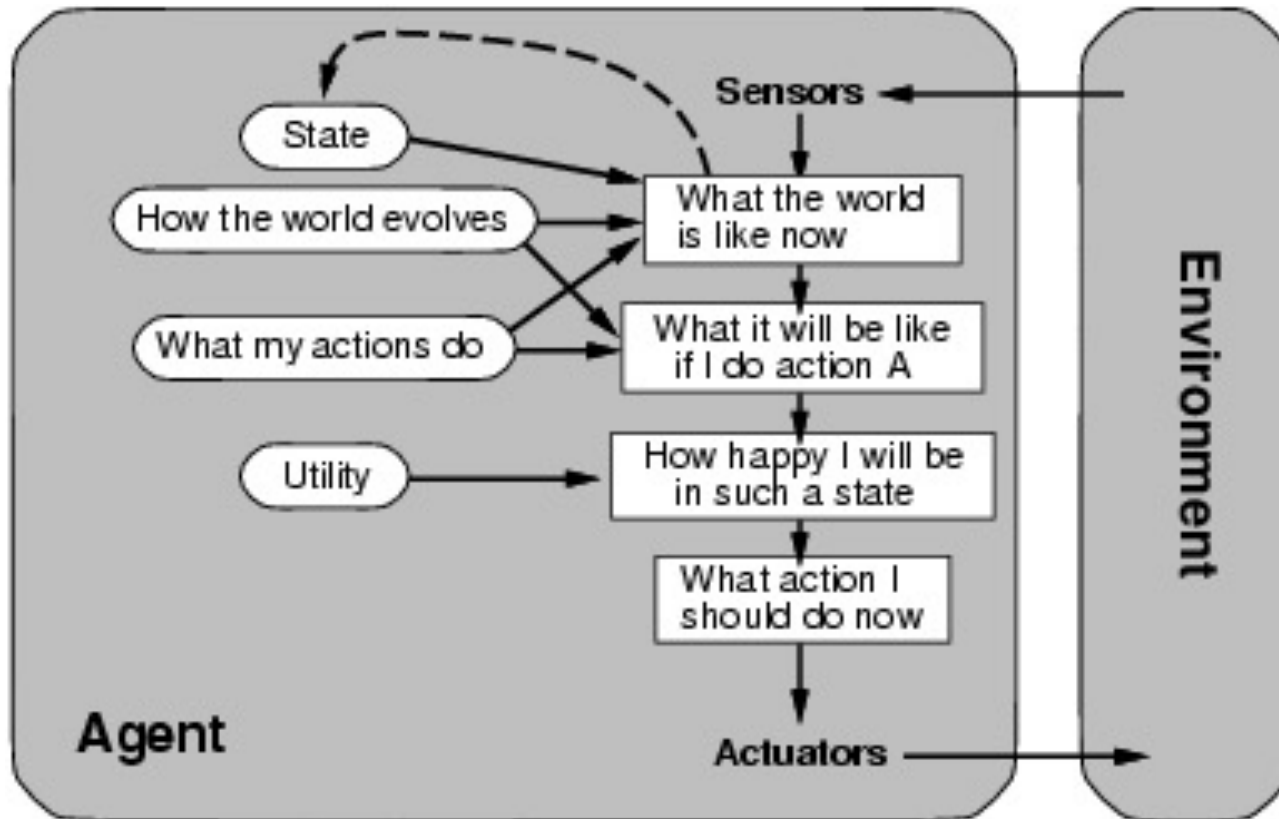 Sensors
State
What the world
is like now
How the world evolves
What it will be like
if I do action A
What my actions do
How happy I will be
in such a state
Utility
What action I
should do now
Agent
Actuators
Environment